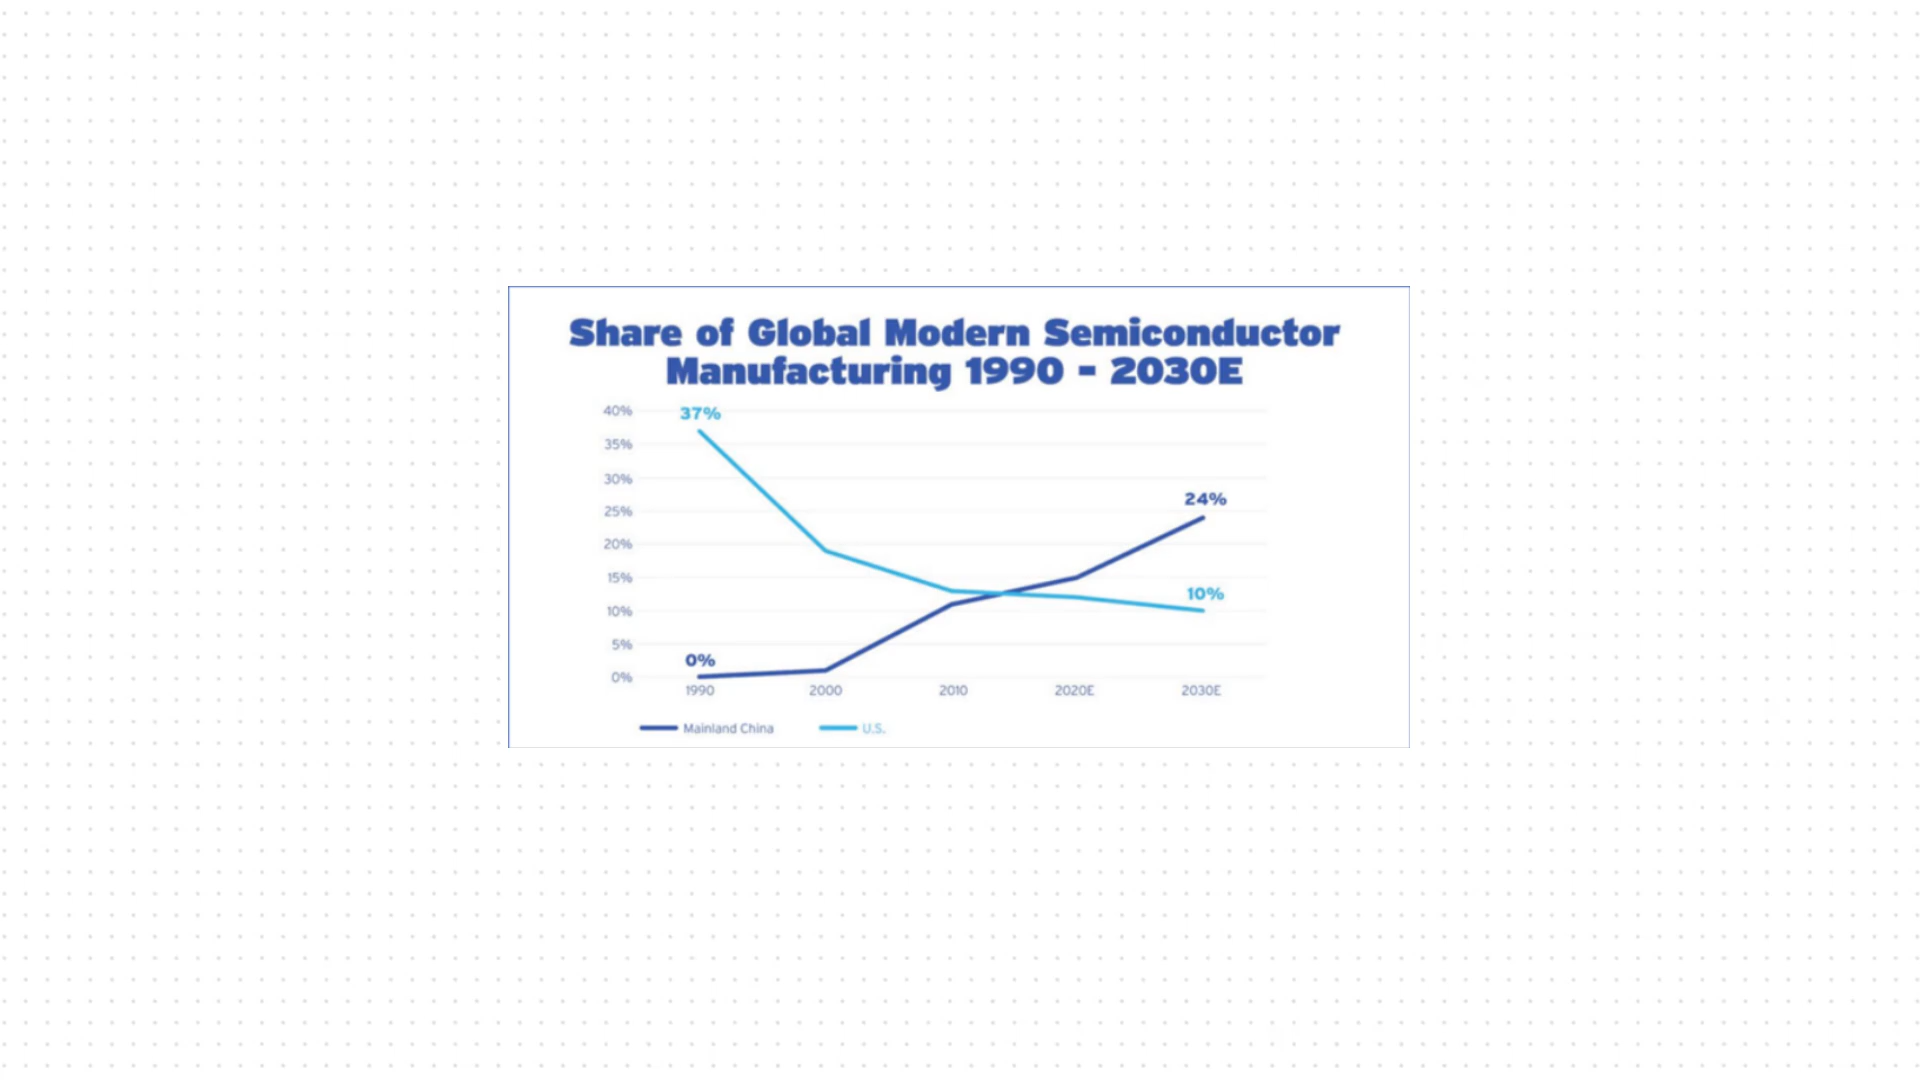 Share of Global Modern Semiconductor
Manufacturing 1990 - 2030E
40%
37%
35%
30%
24%
25%
20%
15%
10%
10%
5%
0%
0%
1990
2000
2010
2020E
2030E
Mainland China
U.S.